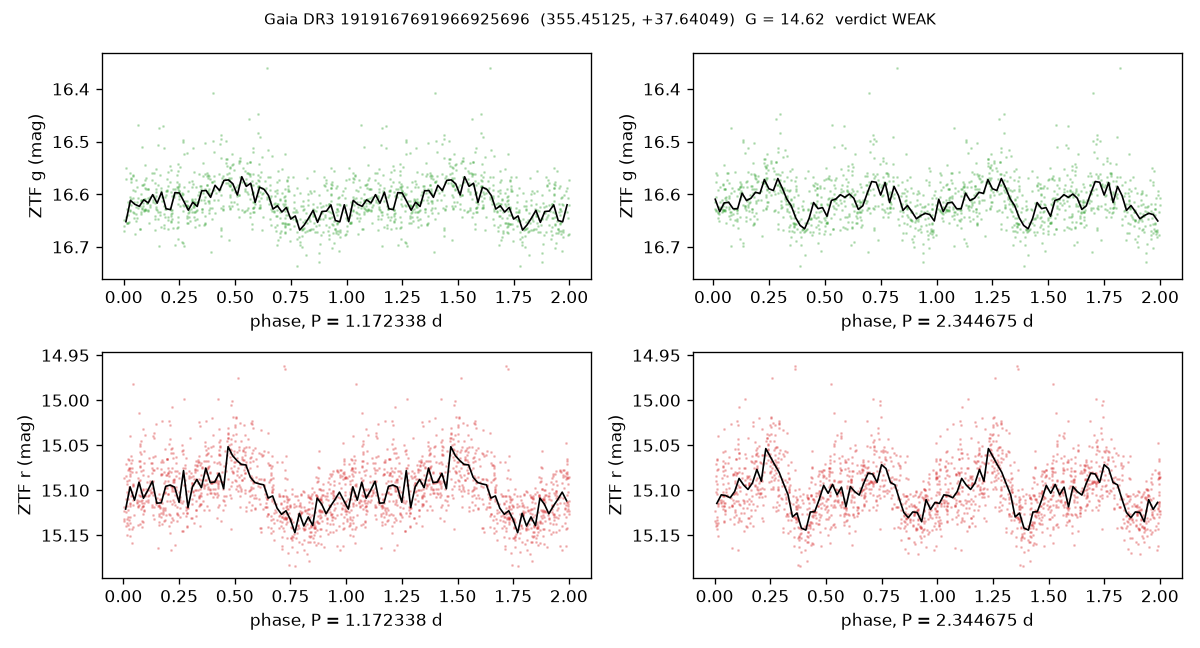 Gaia DR3 1919167691966925696 (355.45125, +37.64049) G = 14.62 verdict WEAK
ZTF g (mag)
16.4
16.5
16.6
16.7
0.00 0.25 0.50 0.75 1.00 1.25 1.50 1.75 2.00
phase, P = 1.172338 d
ZTF g (mag)
16.4
16.5
16.6
16.7
0.00 0.25 0.50 0.75 1.00 1.25 1.50 1.75 2.00
phase, P = 2.344675 d
ZTF r (mag)
14.95
15.00
15.05
15.10
15.15
0.00 0.25 0.50 0.75 1.00 1.25 1.50 1.75 2.00
phase, P = 1.172338 d
ZTF r (mag)
14.95
15.00
15.05
15.10
15.15
0.00 0.25 0.50 0.75 1.00 1.25 1.50 1.75 2.00
phase, P = 2.344675 d